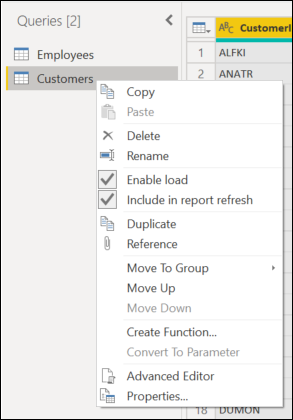 Queries [2]
Employees
Customers
ABC CustomerI
1 ALFKI
2 ANATR
Copy
Paste
Delete
Rename
Enable load
Include in report refresh
Duplicate
Reference
Move To Group
Move Up
Move Down
Create Function...
Convert To Parameter
Advanced Editor
Properties...
18 DUMON